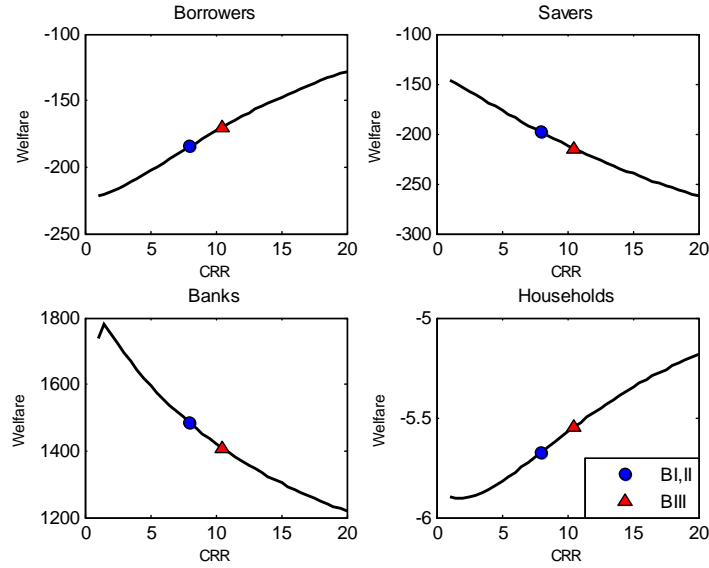 Borrowers
-100
-150
-200
-250
Welfare
0 5 10 15 20
CRR
Savers
-100
-150
-200
-250
-300
Welfare
0 5 10 15 20
CRR
Banks
1800
1600
1400
1200
Welfare
0 5 10 15 20
CRR
Households
-5
-5.5
-6
Welfare
0 5 10 15 20
CRR
BI,II
BIII